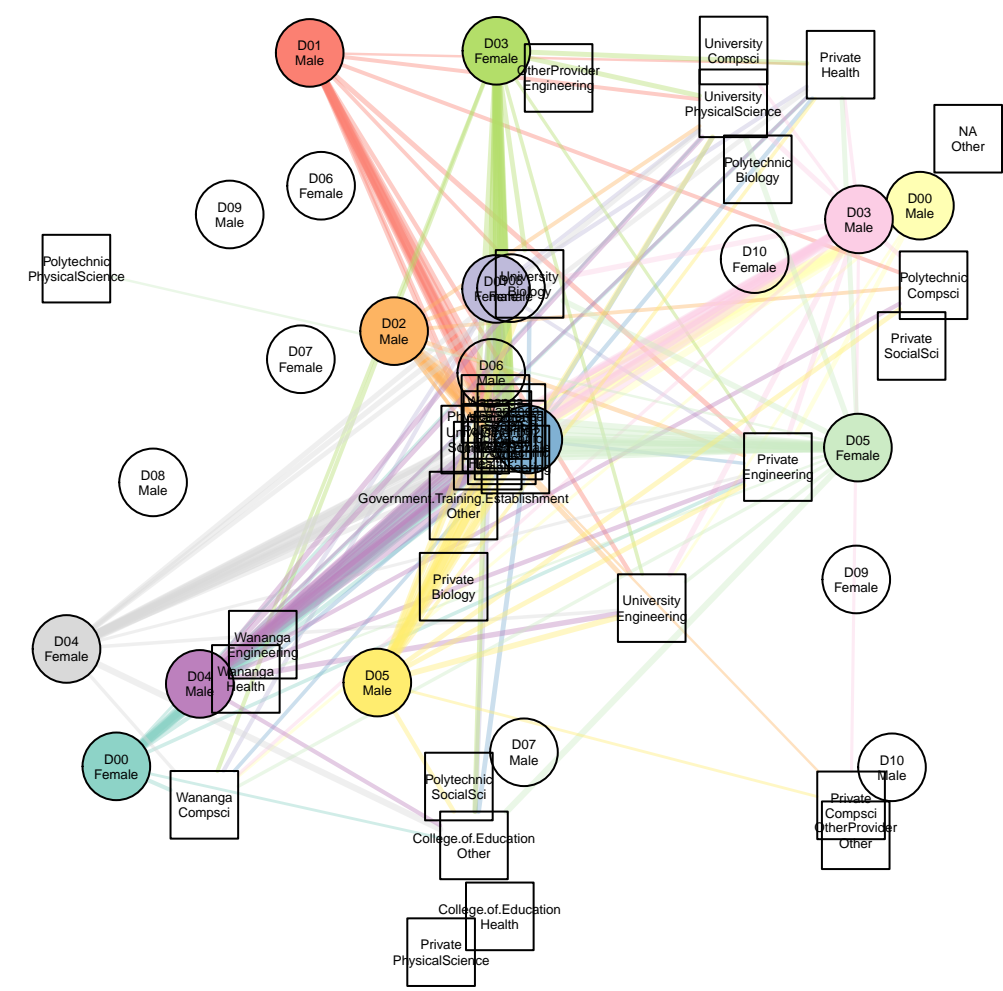 D01
Male
D03
Female
OtherProvider
Engineering
University
Compsci
University
PhysicalScience
Private
Health
NA
Other
Polytechnic
Biology
D06
Female
D09
Male
D03
Male
D00
Male
Polytechnic
PhysicalScience
D10
Female
Polytechnic
Compsci
University
Biology
D02
Male
Private
SocialSci
D07
Female
D06
Male
D05
Female
Private
Engineering
D08
Male
Government.Training.Establishment
Other
Private
Biology
D09
Female
University
Engineering
D04
Female
Wananga
Engineering
Wananga
Health
D04
Male
D05
Male
D00
Female
D07
Male
D10
Male
Wananga
Compsci
Polytechnic
SocialSci
Private
Compsci
OtherProvider
Other
College.of.Education
Other
College.of.Education
Health
Private
PhysicalScience